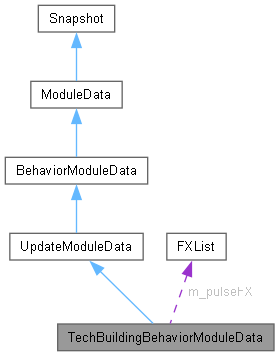 Snapshot
ModuleData
BehaviorModuleData
UpdateModuleData
FXList
m_pulseFX
TechBuildingBehaviorModuleData